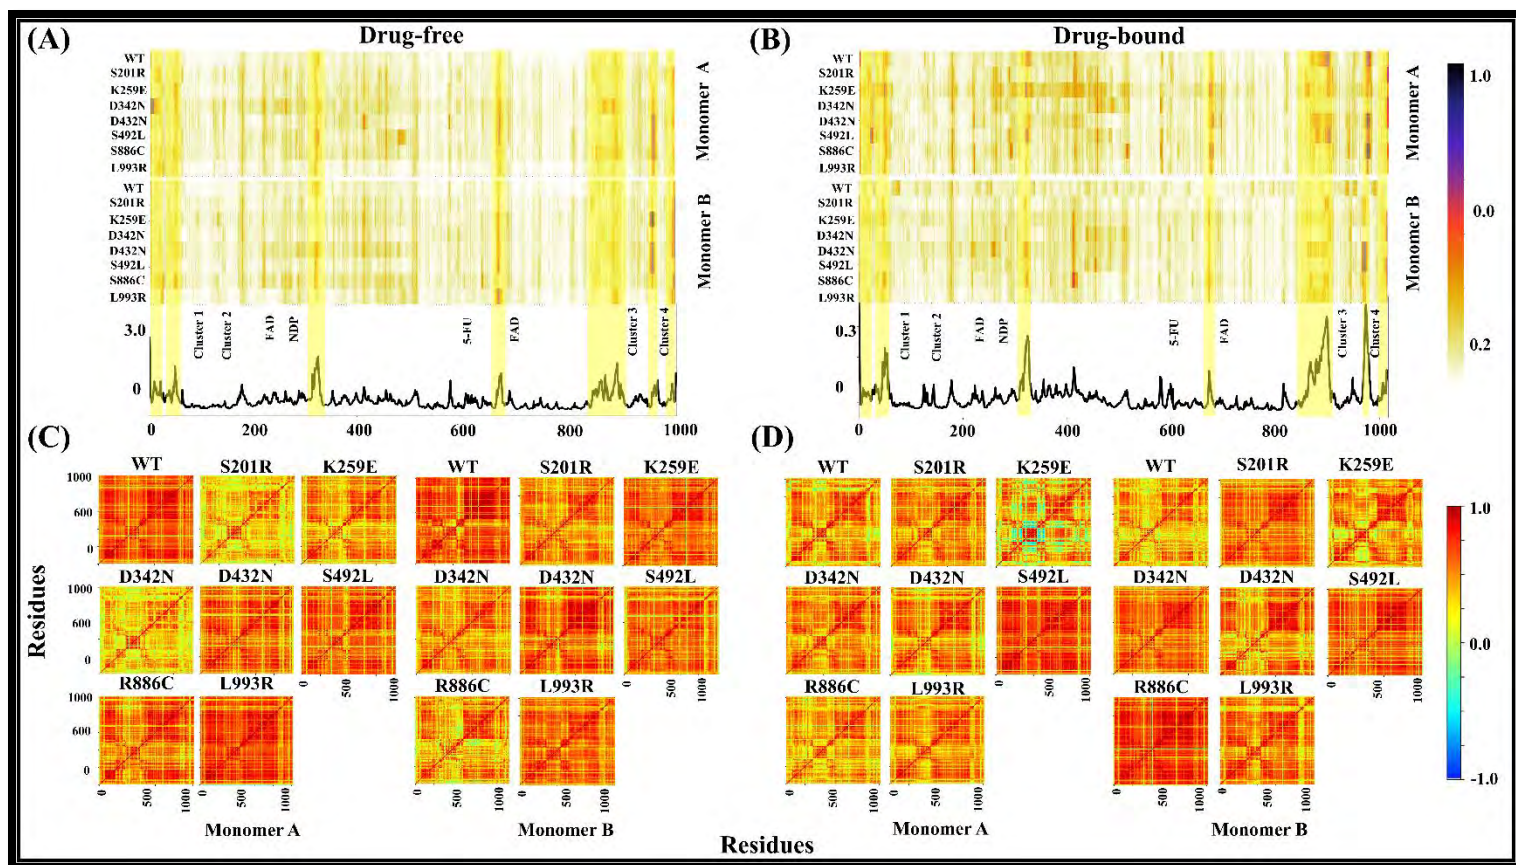 (A) Drug-free
WT
S201R
K259E
D342N
D432N
S492L
S886C
L993R
Monomer A
WT
S201R
K259E
D342N
D432N
S492L
S886C
L993R
Monomer B
3.0
0
Cluster 1
Cluster 2
FAD
NDP
5-FU
FAD
Cluster 3
Cluster 4
0 200 400 600 800 1000
(B) Drug-bound
WT
S201R
K259E
D342N
D432N
S492L
S886C
L993R
Monomer A
WT
S201R
K259E
D342N
D432N
S492L
S886C
L993R
Monomer B
0.3
0
Cluster 1
Cluster 2
FAD
NDP
5-FU
FAD
Cluster 3
Cluster 4
0 200 400 600 800 1000
1.0
0.0
0.2
(C)
WT S201R K259E WT S201R K259E
1000
600
0
D342N D432N S492L D342N D432N S492L
1000
600
0
0 500 1000 0 500 1000
R886C L993R R886C L993R
1000
600
0
0 500 1000 0 500 1000 0 500 1000 0 500 1000
Monomer A Monomer B
Residues
(D)
WT S201R K259E WT S201R K259E
D342N D432N S492L D342N D432N S492L
0 500 1000 0 500 1000
R886C L993R R886C L993R
0 500 1000 0 500 1000 0 500 1000 0 500 1000
Monomer A Monomer B
1.0
0.0
-1.0
Residues